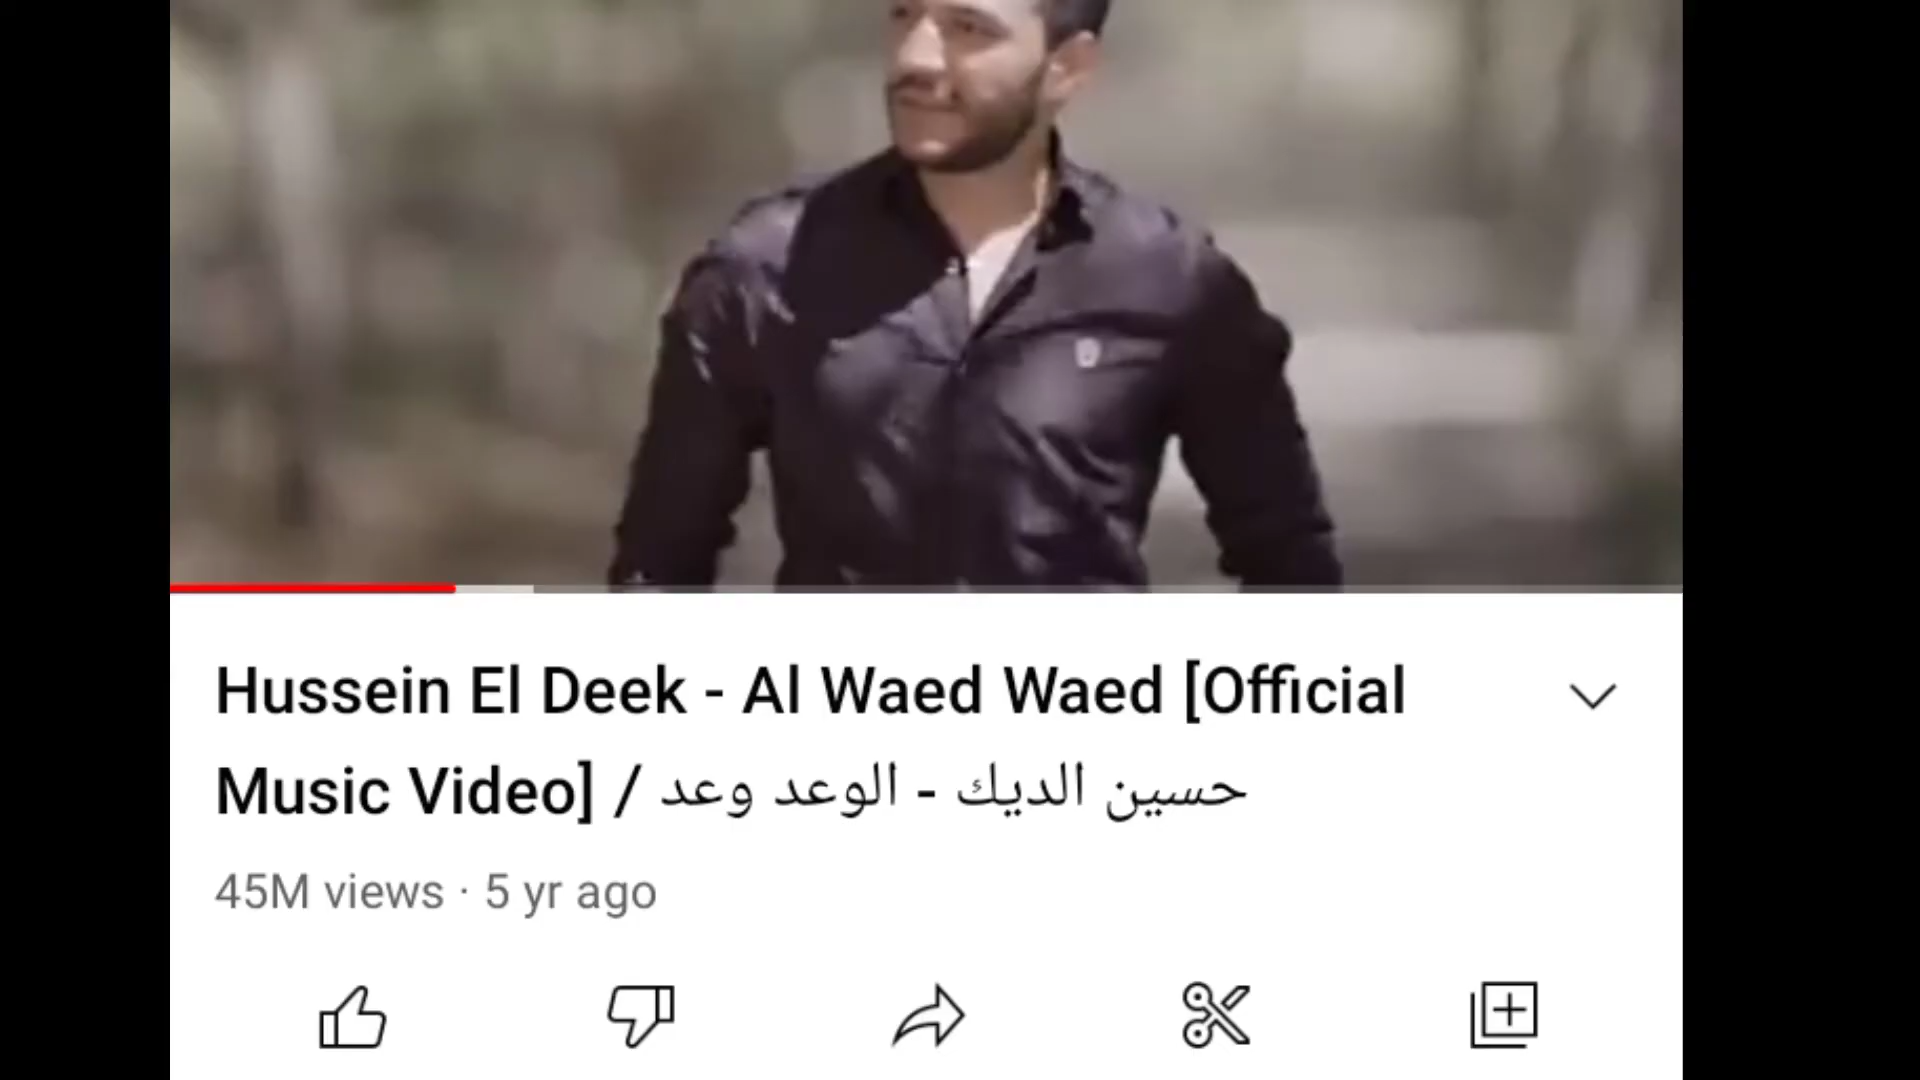 Hussein El Deek - Al Waed Waed [Official
Music Video] / حسين الديك - الوعد وعد
45M views · 5 yr ago